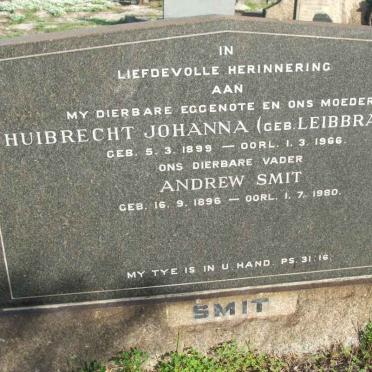 IN
LIEFDEVOLLE HERINNERING
AAN
MY DIERBARE EGGENOTE EN ONS MOEDER
HUIBRECHT JOHANNA (GEB. LEIBBRA
GEB. 5. 3. 1899 — OORL. 1. 3. 1966.
ONS DIERBARE VADER
ANDREW SMIT
GEB. 16. 9. 1896 — OORL. 1. 7. 1980.
MY TYE IS IN U HAND. PS. 31:16.
SMIT